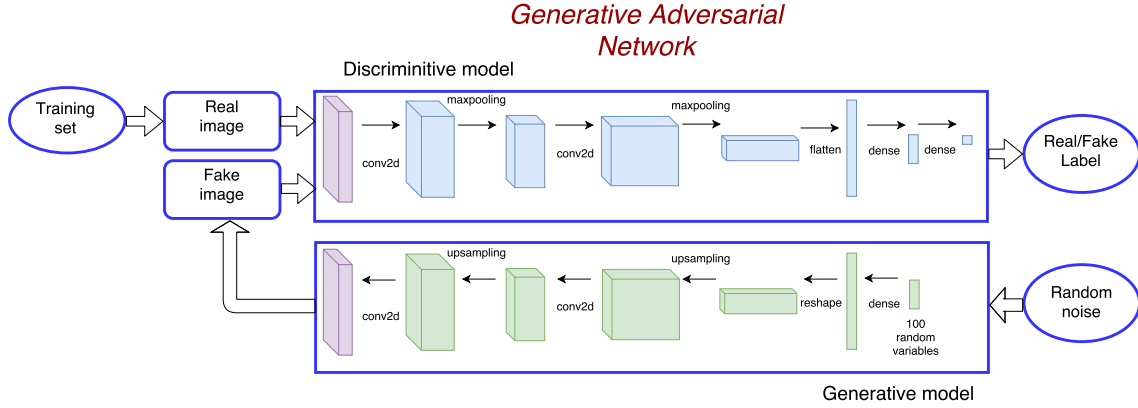 Generative Adversarial
Network
Discriminitive model
Training
set
Real
image
Fake
image
maxpooling
maxpooling
conv2d
conv2d
flatten
dense
dense
Real/Fake
Label
upsampling
upsampling
conv2d
conv2d
reshape
dense
100
random
variables
Random
noise
Generative model